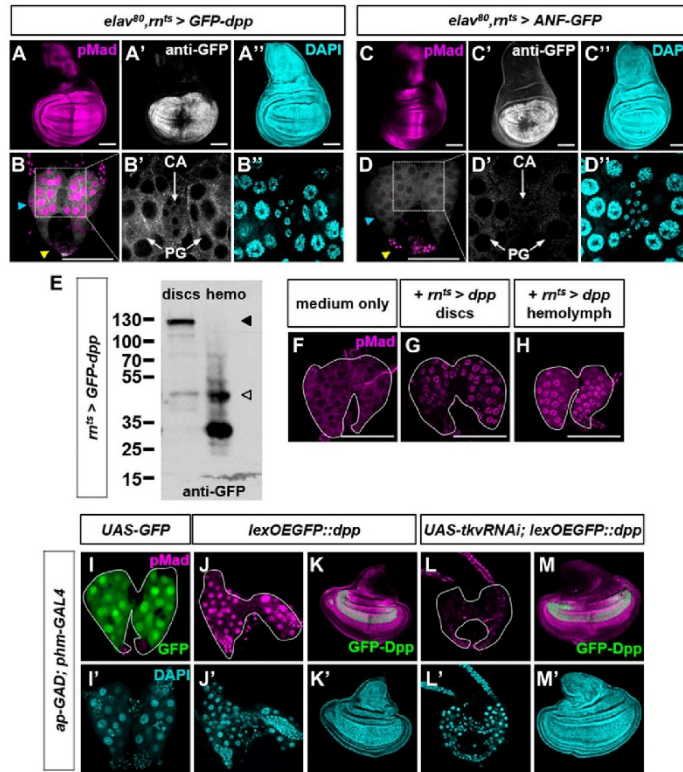 elav⁸⁰,rnᵗˢ > GFP-dpp
elav⁸⁰,rnᵗˢ > ANF-GFP
A pMad
A' anti-GFP
A'' DAPI
C pMad
C' anti-GFP
C'' DAPI
B
B' CA
PG
B''
D
D' CA
PG
D''
E
rnᵗˢ > GFP-dpp
discs hemo
130
100
70
55
35
25
15
anti-GFP
medium only
+ rnᵗˢ > dpp
discs
+ rnᵗˢ > dpp
hemolymph
F pMad
G
H
UAS-GFP
lexOEGFP::dpp
UAS-tkvRNAi; lexOEGFP::dpp
ap-GAD; phm-GAL4
I pMad
GFP
J
K
GFP-Dpp
L
M
GFP-Dpp
I' DAPI
J'
K'
L'
M'